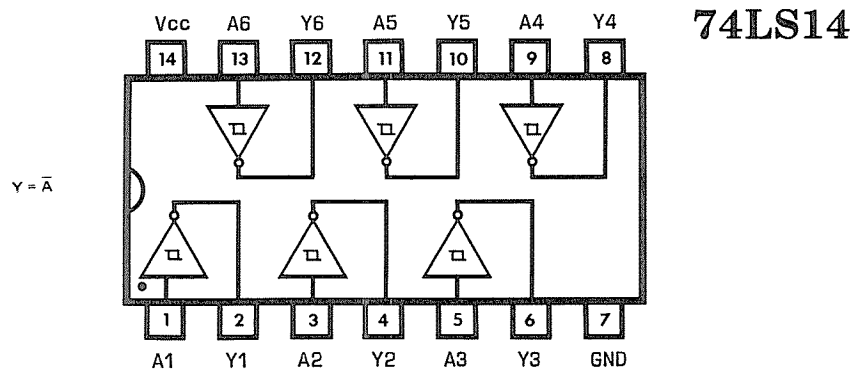 74LS14
Vcc A6 Y6 A5 Y5 A4 Y4
14 13 12 11 10 9 8
Y = A̅
1 2 3 4 5 6 7
A1 Y1 A2 Y2 A3 Y3 GND